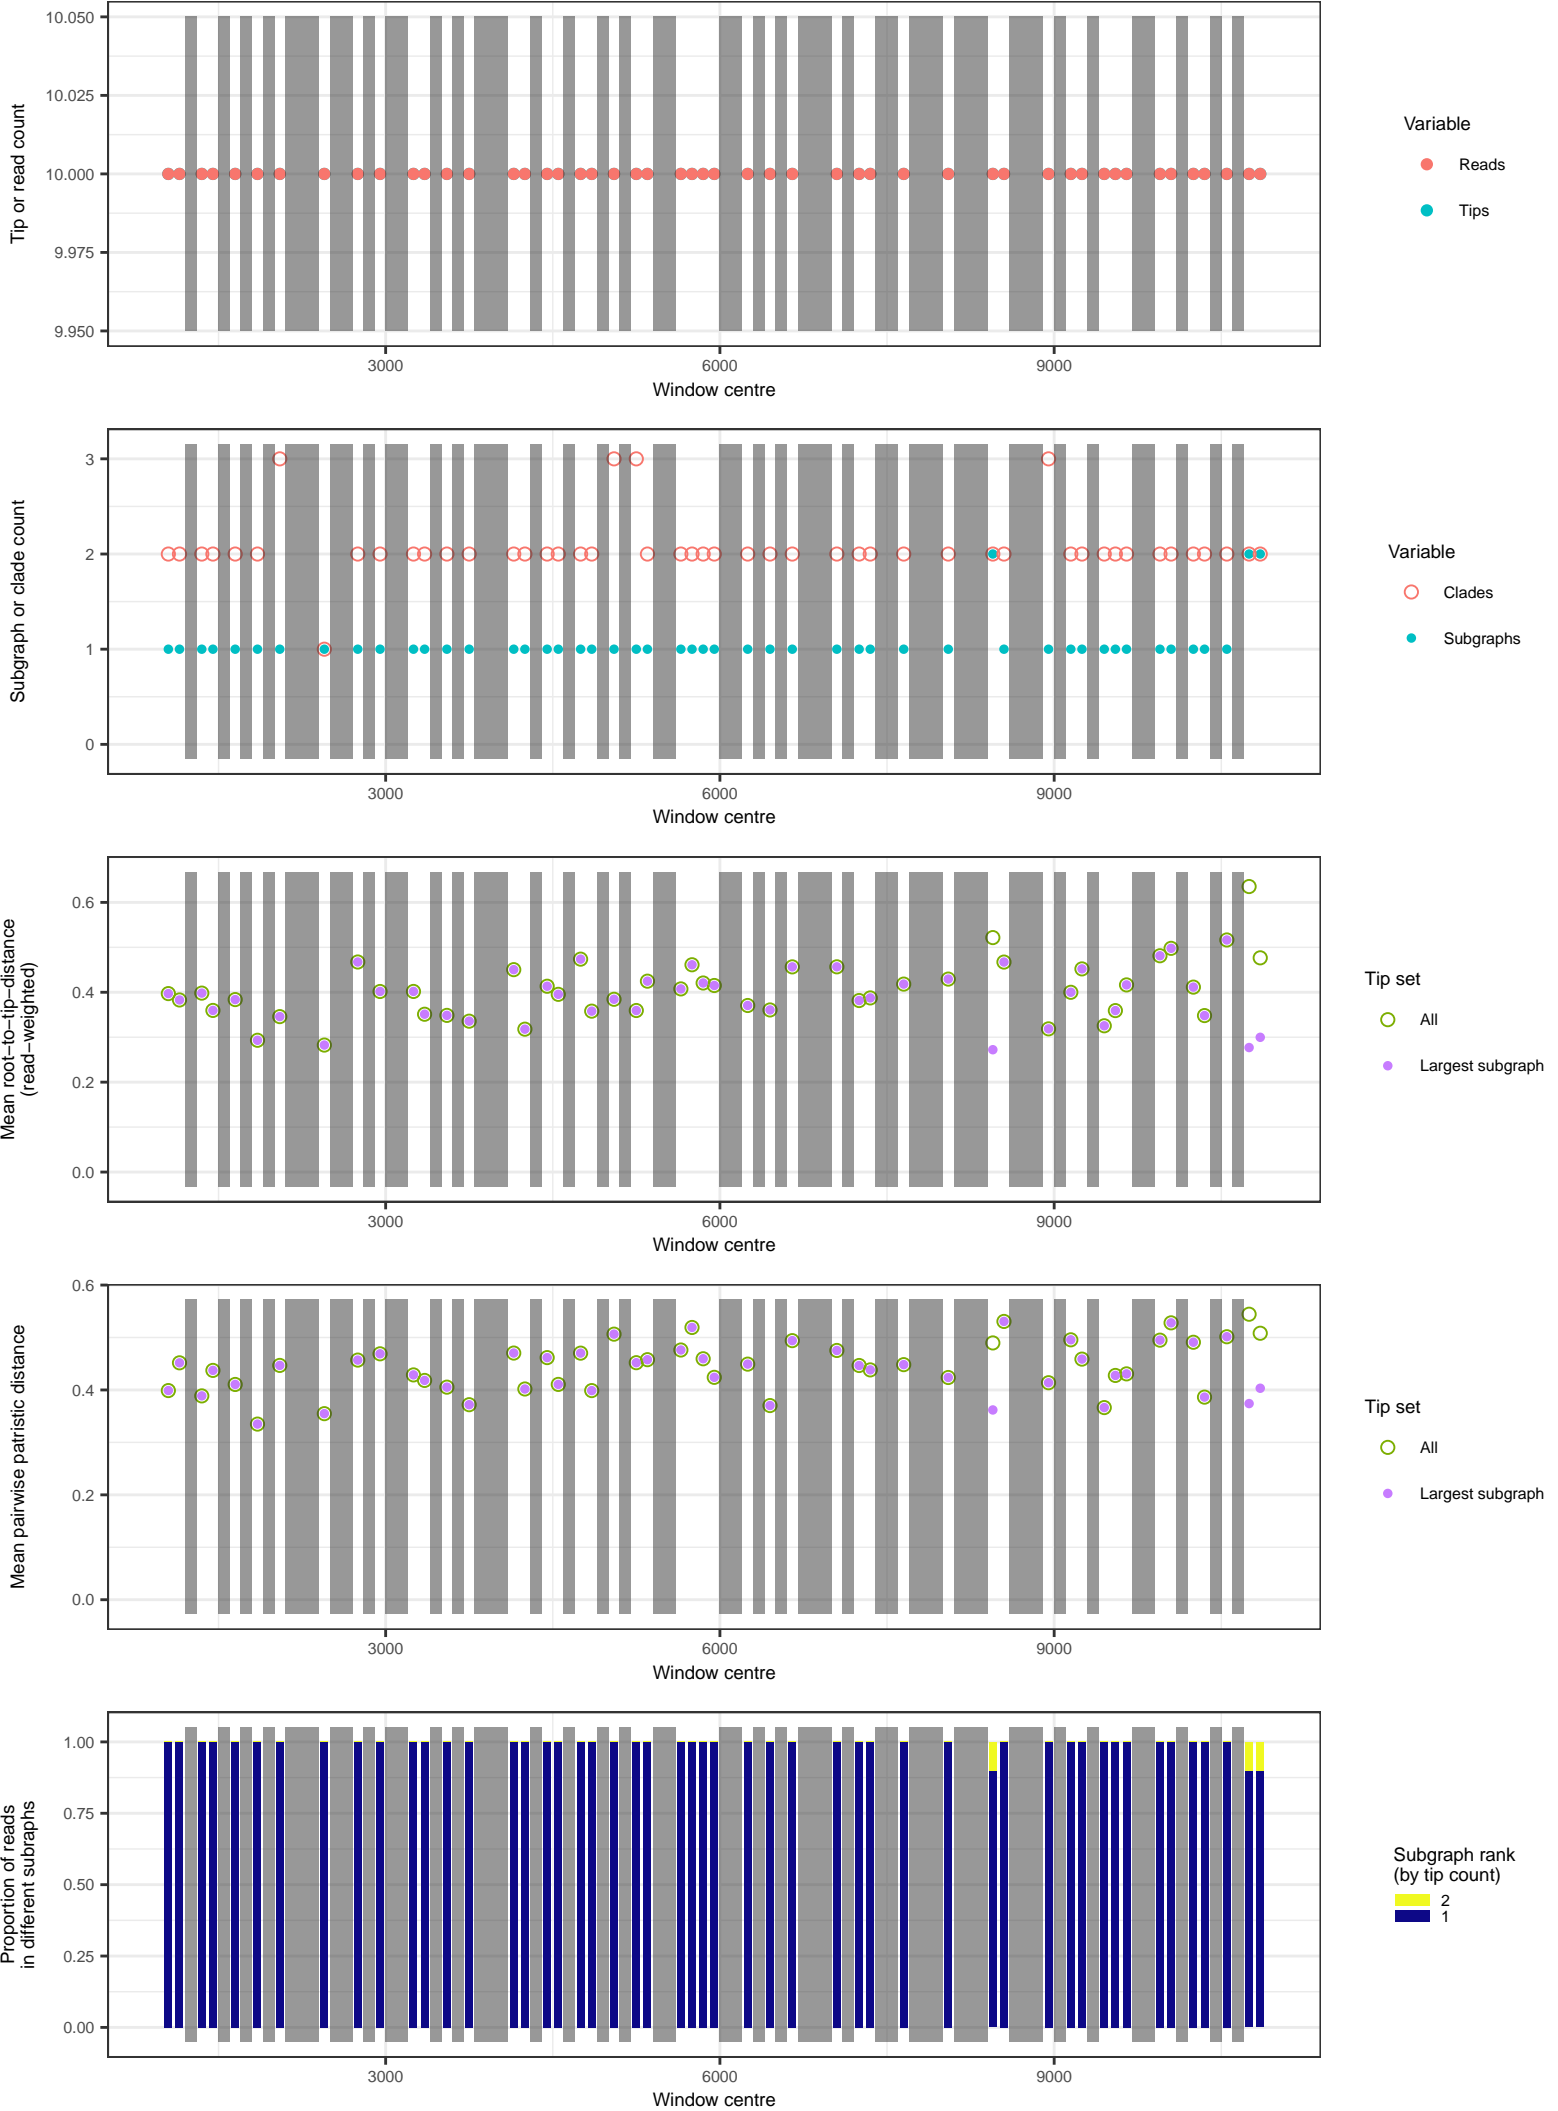 10.050
10.025
10.000
9.975
9.950
Tip or read count
3000
6000
9000
Window centre
Variable
Reads
Tips
3
2
1
0
Subgraph or clade count
3000
6000
9000
Window centre
Variable
Clades
Subgraphs
0.6
0.4
0.2
0.0
Mean root−to−tip−distance
(read−weighted)
3000
6000
9000
Window centre
Tip set
All
Largest subgraph
0.6
0.4
0.2
0.0
Mean pairwise patristic distance
3000
6000
9000
Window centre
Tip set
All
Largest subgraph
1.00
0.75
0.50
0.25
0.00
Proportion of reads
in different subraphs
3000
6000
9000
Window centre
Subgraph rank
(by tip count)
2
1